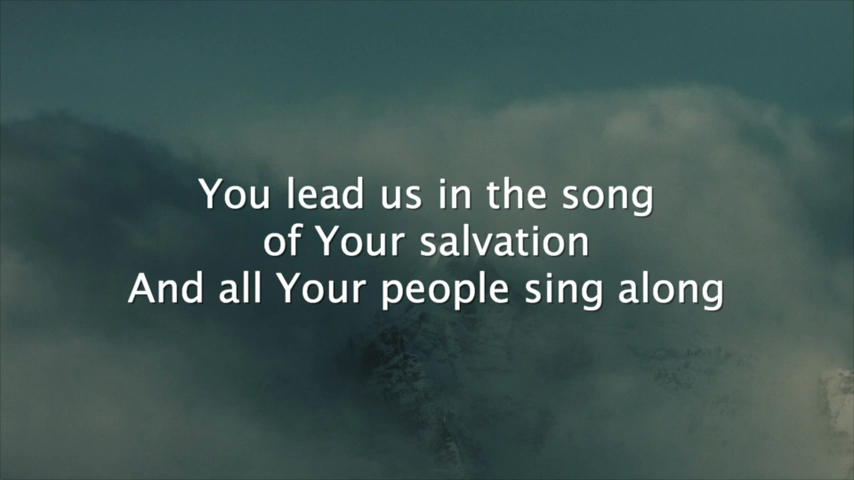 You lead us in the song
of Your salvation
And all Your people sing along